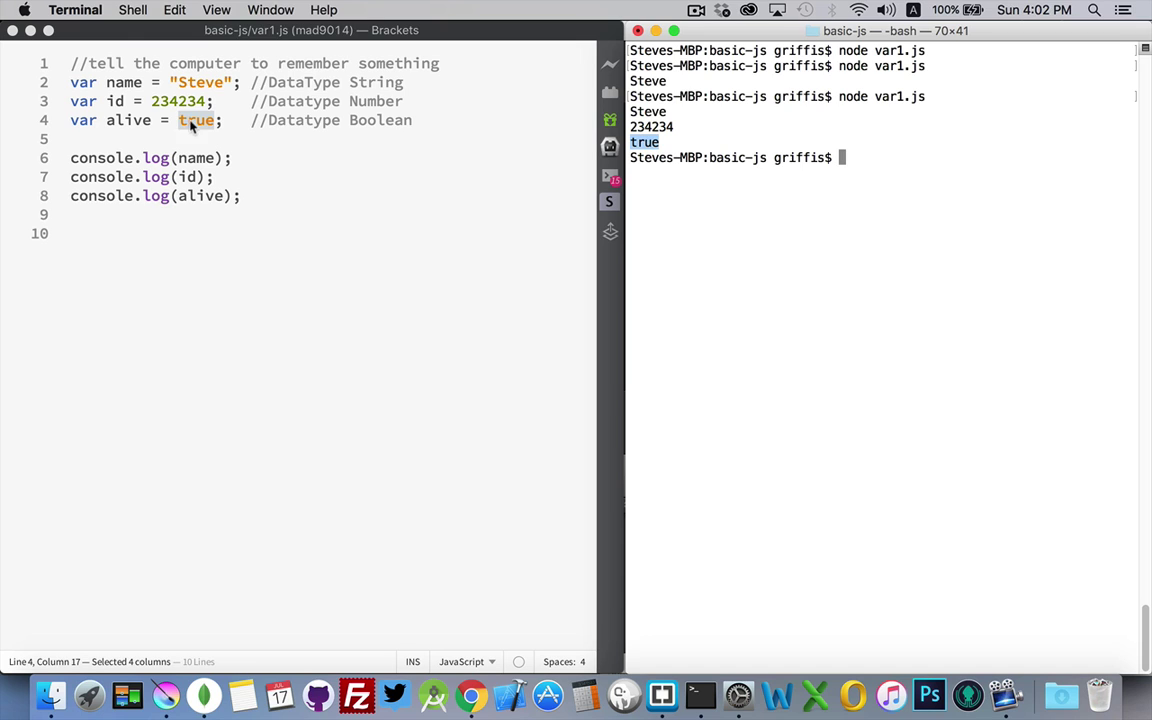 Terminal Shell Edit View Window Help A 100% Sun 4:02 PM
basic-js/var1.js (mad9014) — Brackets
1 //tell the computer to remember something
2 var name = "Steve"; //DataType String
3 var id = 234234; //Datatype Number
4 var alive = true; //Datatype Boolean
5
6 console.log(name);
7 console.log(id);
8 console.log(alive);
9
10
15
S
Line 4, Column 17 — Selected 4 columns — 10 Lines
INS JavaScript Spaces: 4
basic-js — -bash — 70×41
Steves-MBP:basic-js griffis$ node var1.js
Steves-MBP:basic-js griffis$ node var1.js
Steve
Steves-MBP:basic-js griffis$ node var1.js
Steve
234234
true
Steves-MBP:basic-js griffis$
FZ JUL 17 W X O Ps